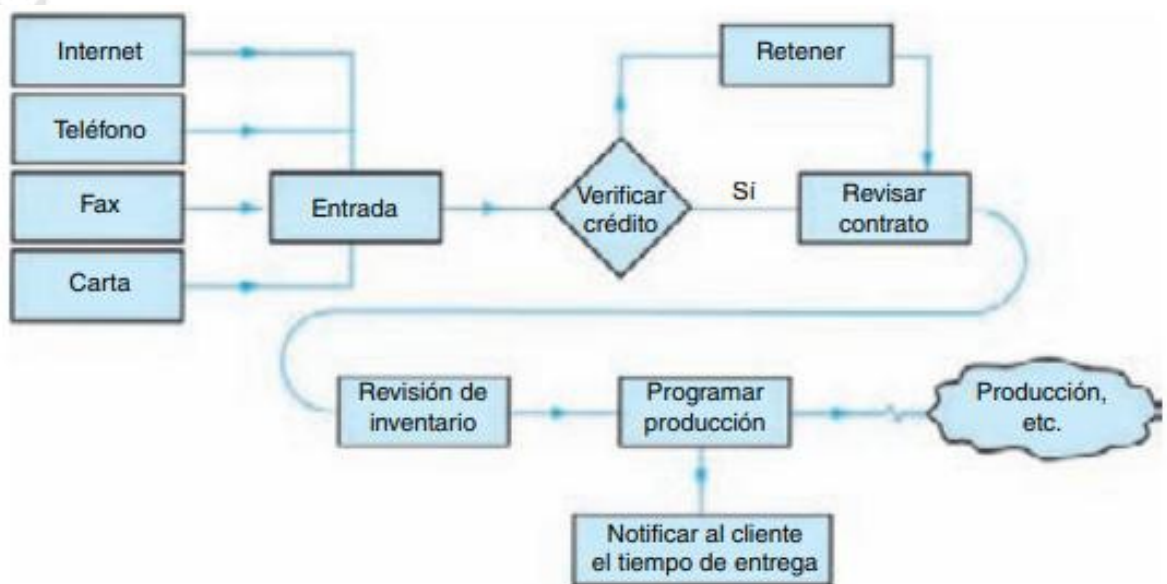 Internet
Teléfono
Fax
Carta
Entrada
Verificar
crédito
Sí
Retener
Revisar
contrato
Revisión de
inventario
Programar
producción
Producción,
etc.
Notificar al cliente
el tiempo de entrega